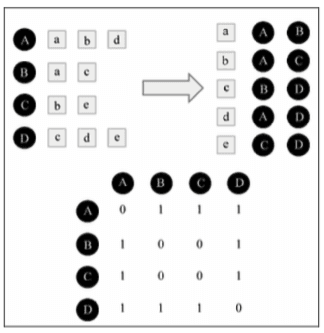 A a b d
B a c
C b e
D c d e
a A B
b A C
c B D
d A D
e C D
A B C D
A 0 1 1 1
B 1 0 0 1
C 1 0 0 1
D 1 1 1 0